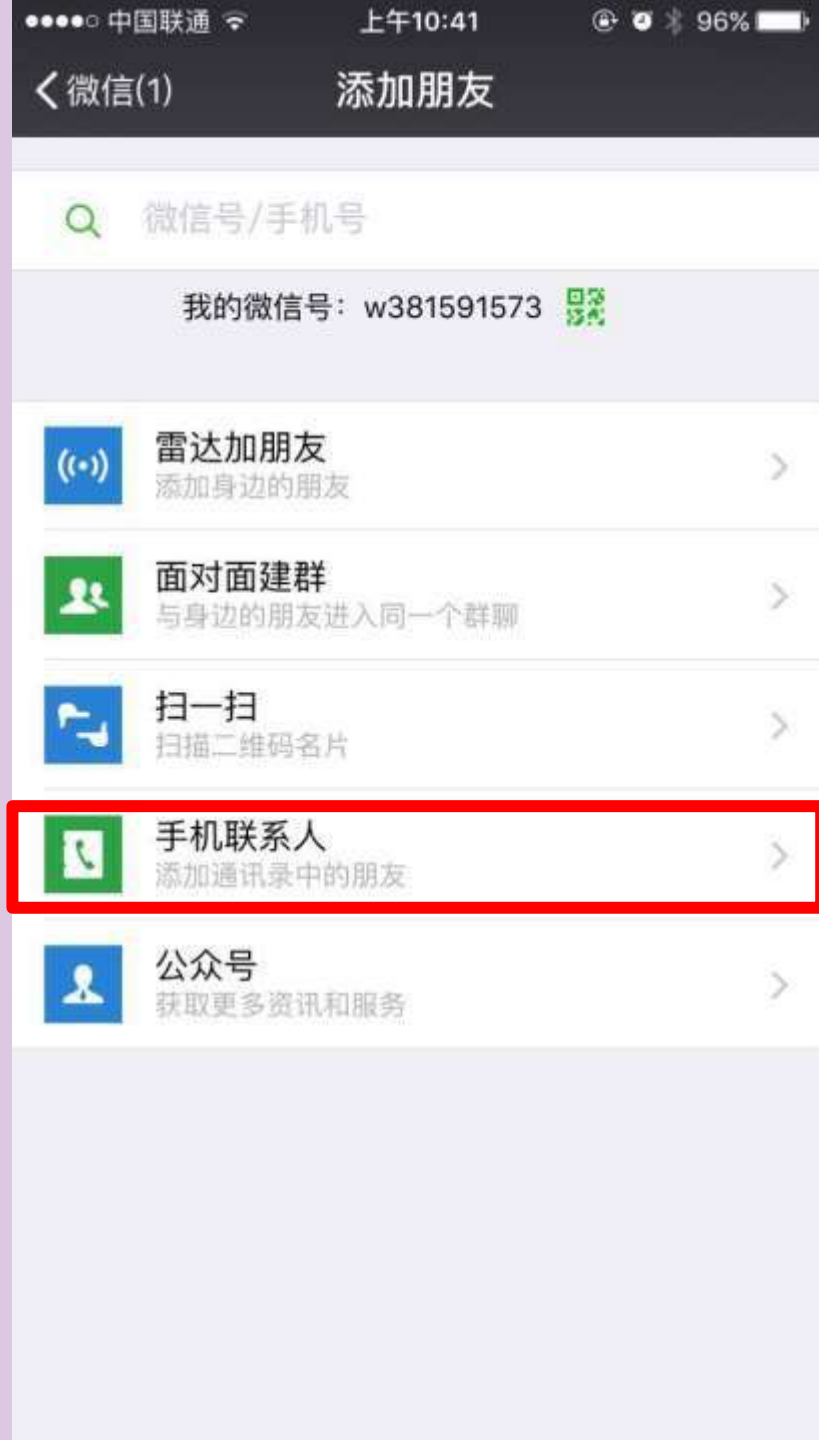 中国联通 上午10:41 96%
微信(1) 添加朋友
微信号/手机号
我的微信号：w381591573
雷达加朋友
添加身边的朋友
面对面建群
与身边的朋友进入同一个群聊
扫一扫
扫描二维码名片
手机联系人
添加通讯录中的朋友
公众号
获取更多资讯和服务